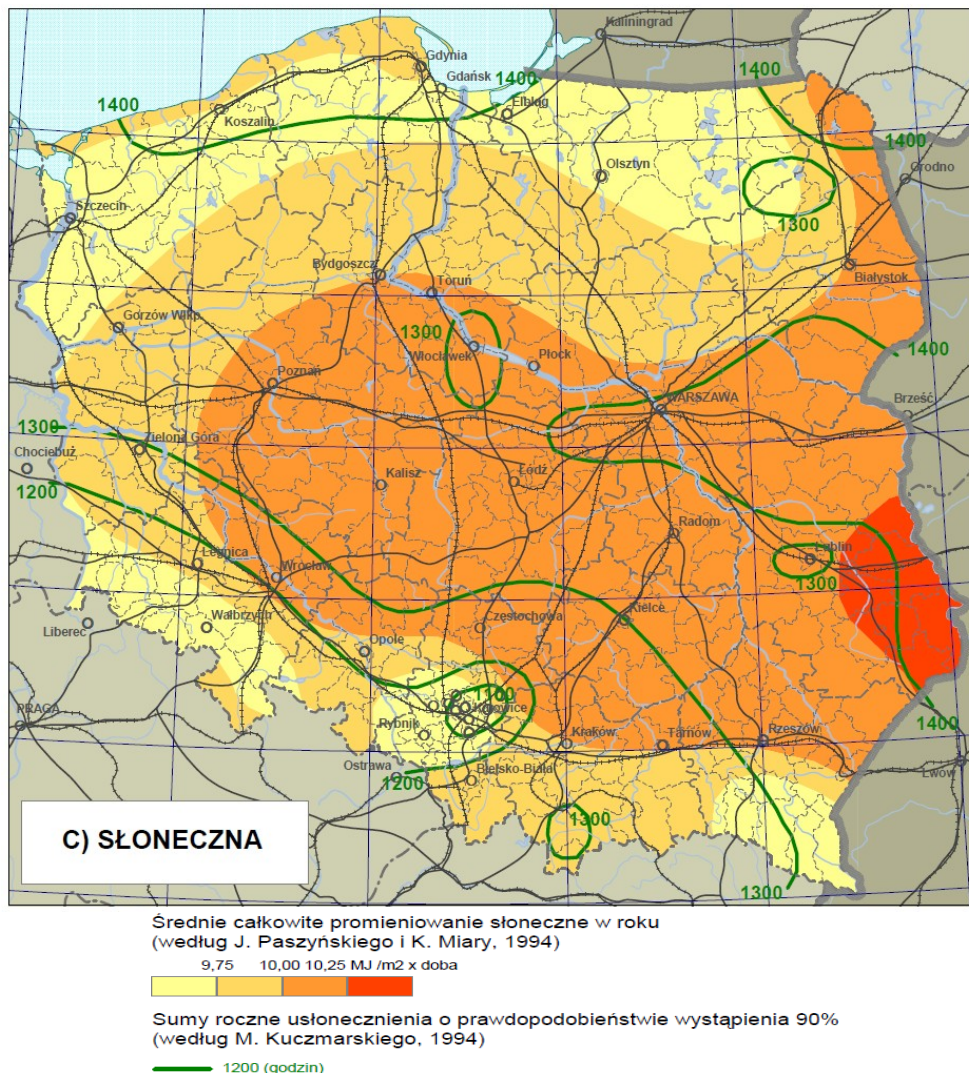 Kaliningrad
Gdynia
Gdańsk
1400
1400
1400
Elbląg
Koszalin
1400
Olsztyn
Grodno
Szczecin
1300
Bydgoszcz
Toruń
Białystok
Gorzów Wlkp.
1300
Włocławek
Płock
1400
Poznań
WARSZAWA
Brześć
1300
Zielona Góra
Chociebuż
Kalisz
Łódź
1200
Radom
Legnica
Lublin
Wrocław
1300
Liberec
Wałbrzych
Kielce
Częstochowa
Opole
1100
Katowice
PRAGA
Rybnik
Kraków
Tarnów
Rzeszów
1400
Ostrawa
1200
Bielsko-Biała
Lwów
1300
C) SŁONECZNA
1300
Średnie całkowite promieniowanie słoneczne w roku
(według J. Paszyńskiego i K. Miary, 1994)
9,75 10,00 10,25 MJ /m2 x doba
Sumy roczne usłonecznienia o prawdopodobieństwie wystąpienia 90%
(według M. Kuczmarskiego, 1994)
1200 (godzin)